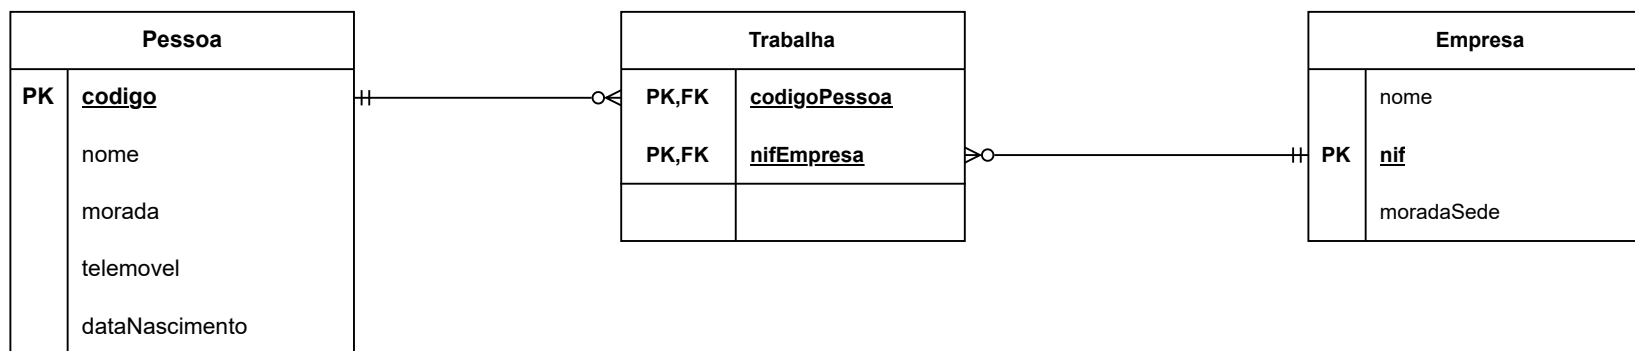 Pessoa
PK codigo
nome
morada
telemovel
dataNascimento
Trabalha
PK,FK codigoPessoa
PK,FK nifEmpresa
Empresa
nome
PK nif
moradaSede